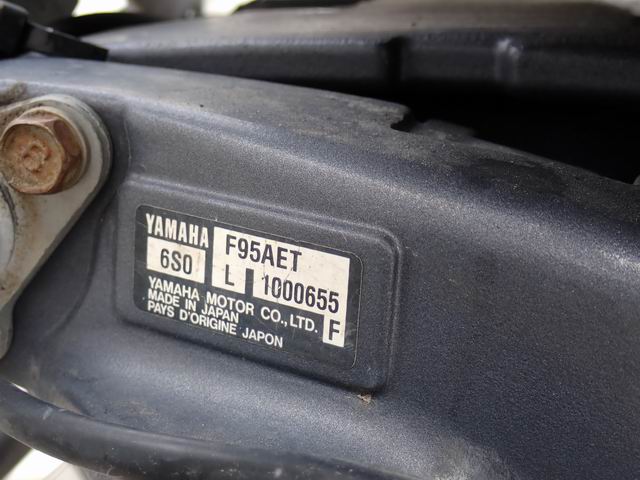 YAMAHA F95AET
6S0 L 1000655
YAMAHA MOTOR CO.,LTD. F
MADE IN JAPAN
PAYS D'ORIGINE JAPON